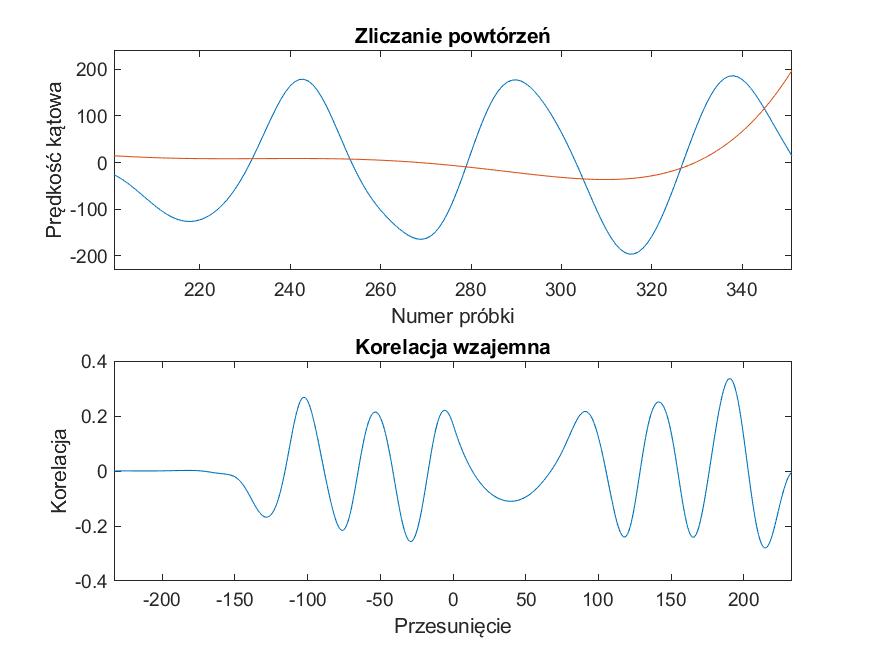 Zliczanie powtórzeń
200
100
0
-100
-200
Prędkość kątowa
220 240 260 280 300 320 340
Numer próbki
Korelacja wzajemna
0.4
0.2
0
-0.2
-0.4
Korelacja
-200 -150 -100 -50 0 50 100 150 200
Przesunięcie